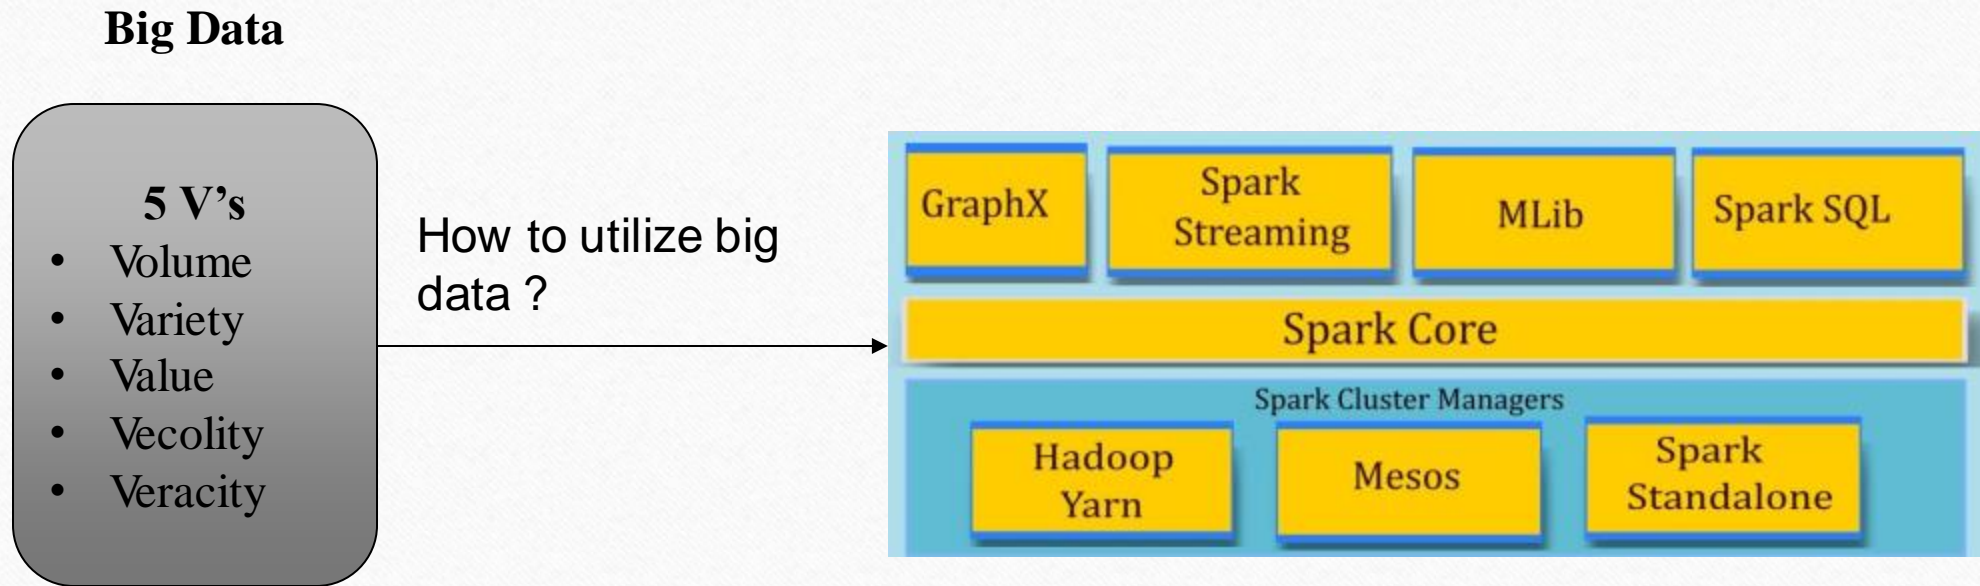 Big Data
5 V’s
• Volume
• Variety
• Value
• Vecolity
• Veracity
How to utilize big
data ?
GraphX
Spark
Streaming
MLib
Spark SQL
Spark Core
Spark Cluster Managers
Hadoop
Yarn
Mesos
Spark
Standalone